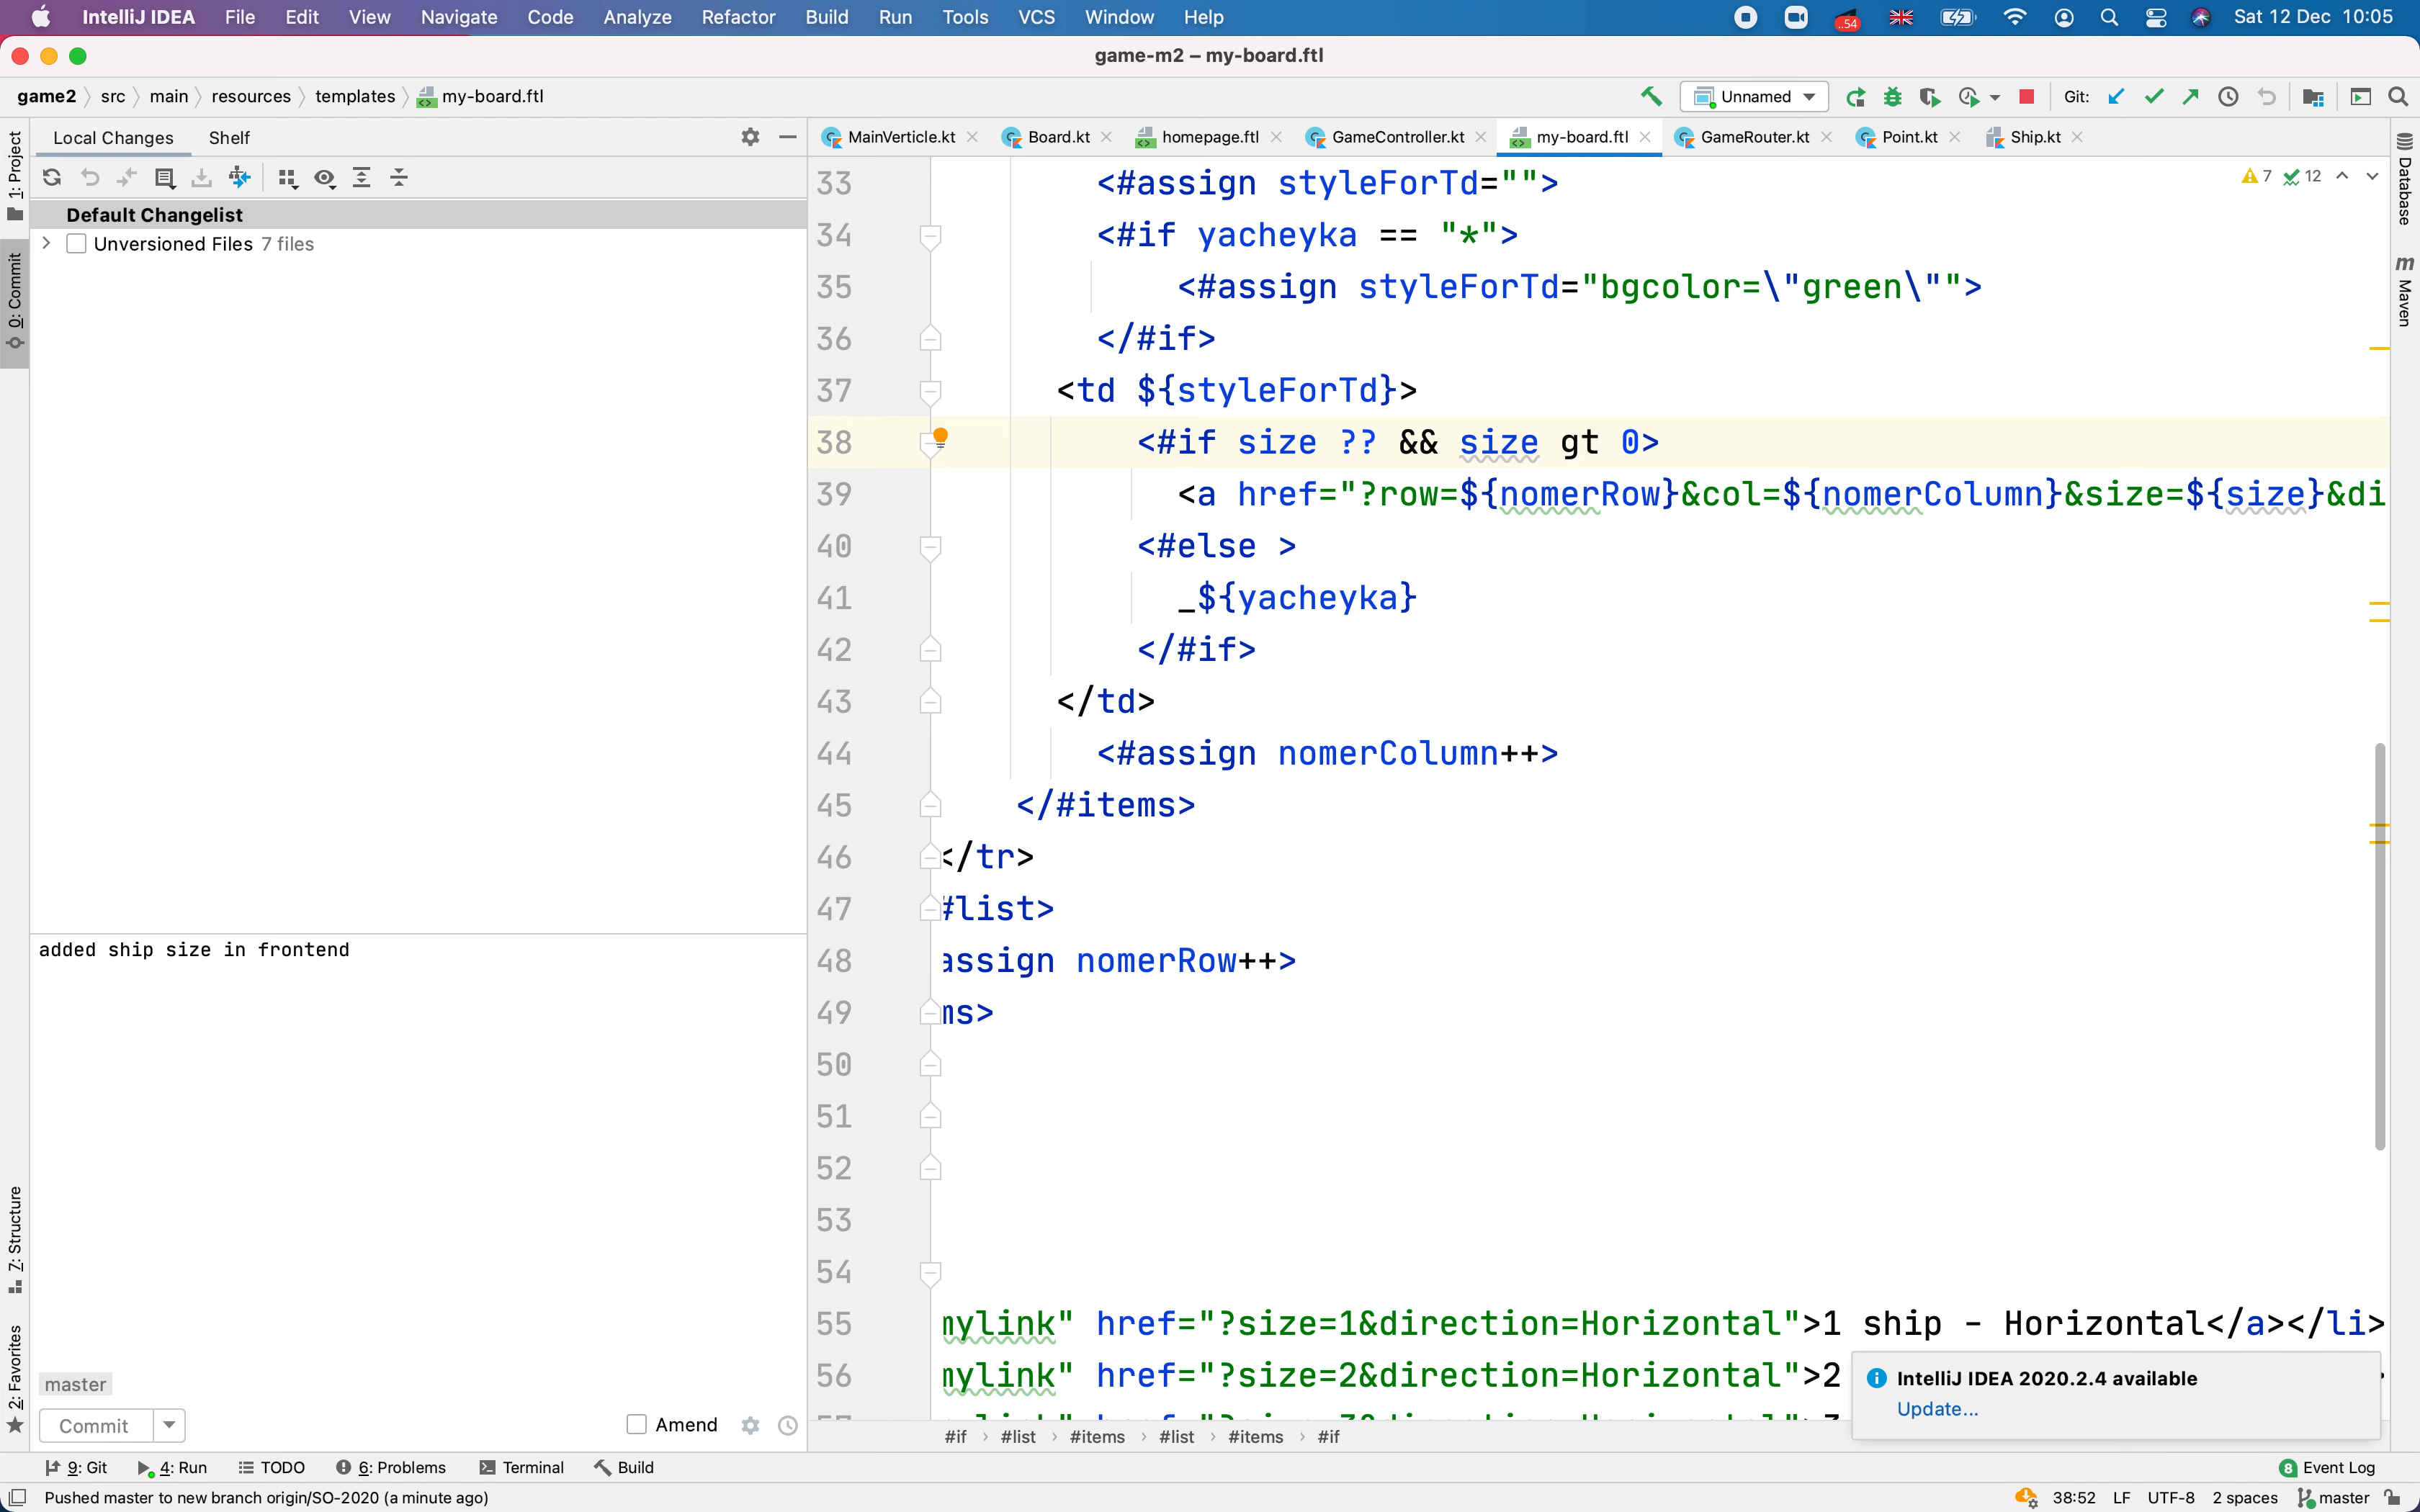 IntelliJ IDEA File Edit View Navigate Code Analyze Refactor Build Run Tools VCS Window Help ..54 Sat 12 Dec 10:05
game-m2 – my-board.ftl
game2 src main resources templates my-board.ftl Unnamed Git:
Local Changes Shelf
MainVerticle.kt Board.kt homepage.ftl GameController.kt my-board.ftl GameRouter.kt Point.kt Ship.kt
1: Project
0: Commit
7: Structure
2: Favorites
Database
m Maven
Default Changelist
Unversioned Files 7 files
7 12
33 <#assign styleForTd="">
34 <#if yacheyka == "*">
35 <#assign styleForTd="bgcolor=\"green\"">
36 </#if>
37 <td ${styleForTd}>
38 <#if size ?? && size gt 0>
39 <a href="?row=${nomerRow}&col=${nomerColumn}&size=${size}&di
40 <#else >
41 _${yacheyka}
42 </#if>
43 </td>
44 <#assign nomerColumn++>
45 </#items>
46 </tr>
47 #list>
48 assign nomerRow++>
49 ms>
50
51
52
53
54
55 mylink" href="?size=1&direction=Horizontal">1 ship - Horizontal</a></li>
56 mylink" href="?size=2&direction=Horizontal">2
added ship size in frontend
master
Commit Amend
IntelliJ IDEA 2020.2.4 available
Update...
#if #list #items #list #items #if
9: Git 4: Run TODO 6: Problems Terminal Build 8 Event Log
Pushed master to new branch origin/SO-2020 (a minute ago) 38:52 LF UTF-8 2 spaces master